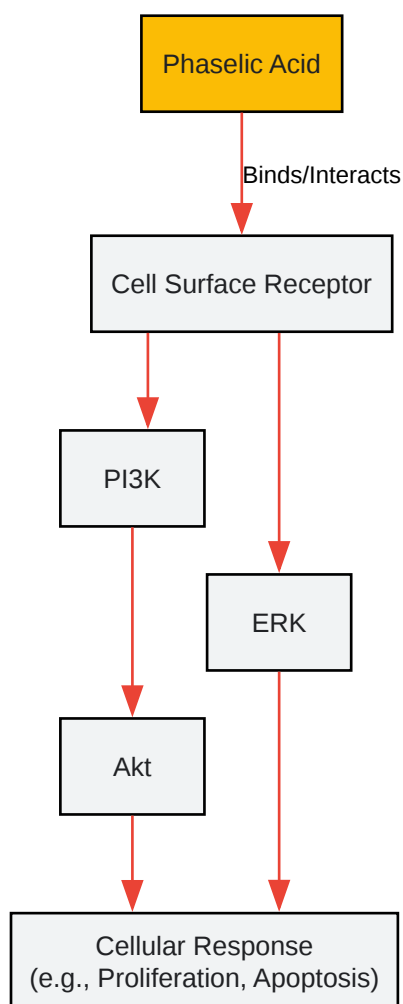 Phaselic Acid
Binds/Interacts
Cell Surface Receptor
PI3K
ERK
Akt
Cellular Response
(e.g., Proliferation, Apoptosis)